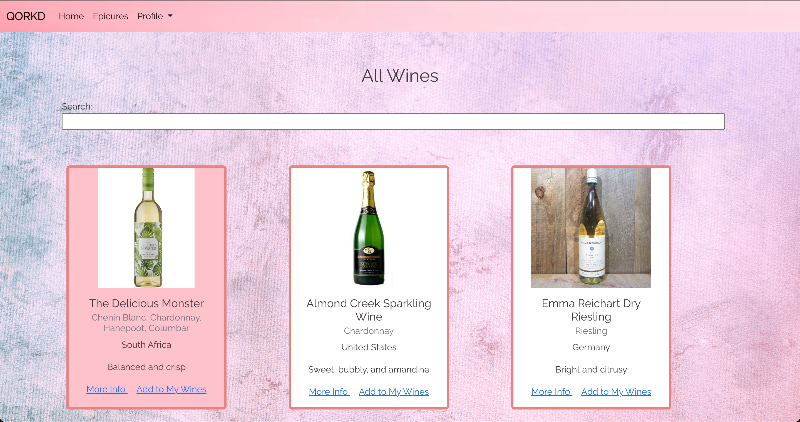 QORKD Home Epicures Profile
All Wines
Search:
The Delicious Monster
Chenin Blanc, Chardonnay,
Hanepoot, Columbar
South Africa
Balanced and crisp
More Info Add to My Wines
Almond Creek Sparkling
Wine
Chardonnay
United States
Sweet, bubbly, and amandine
More Info Add to My Wines
Emma Reichart Dry
Riesling
Riesling
Germany
Bright and citrusy
More Info Add to My Wines